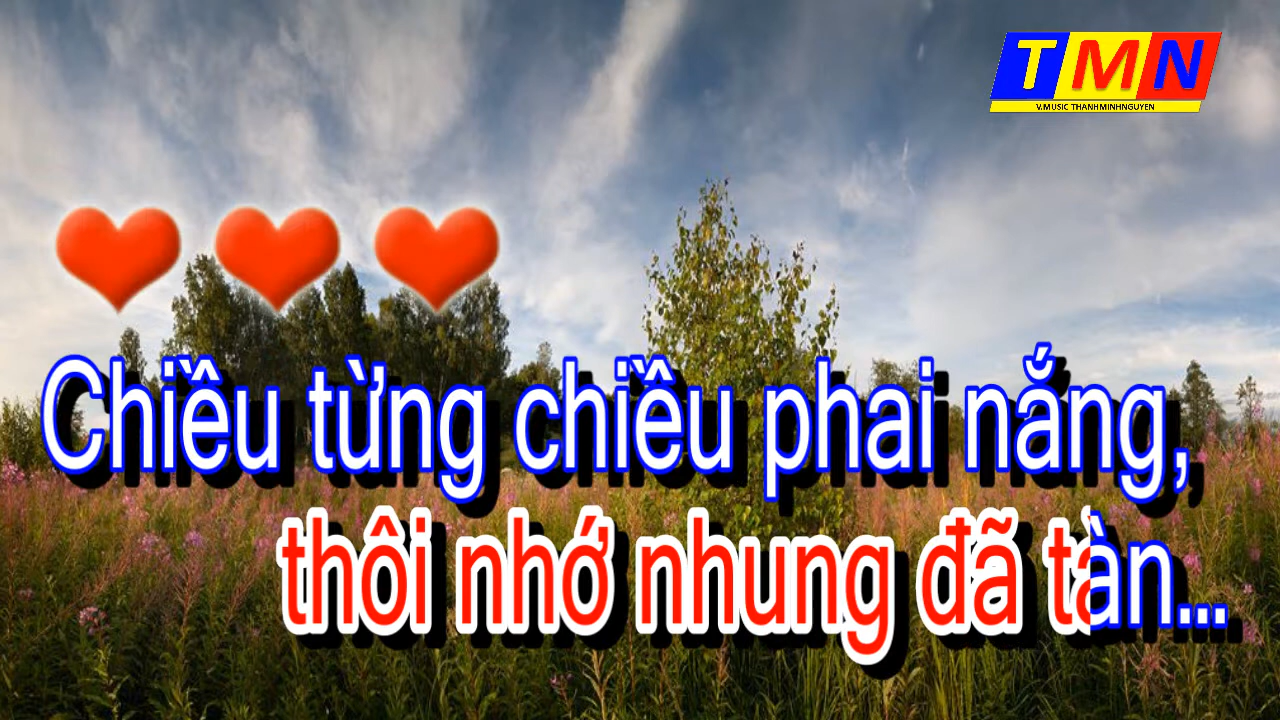 TMN
V.MUSIC THANHMINHNGUYEN
Chiều từng chiều phai nắng,
thôi nhớ nhung đã tàn...